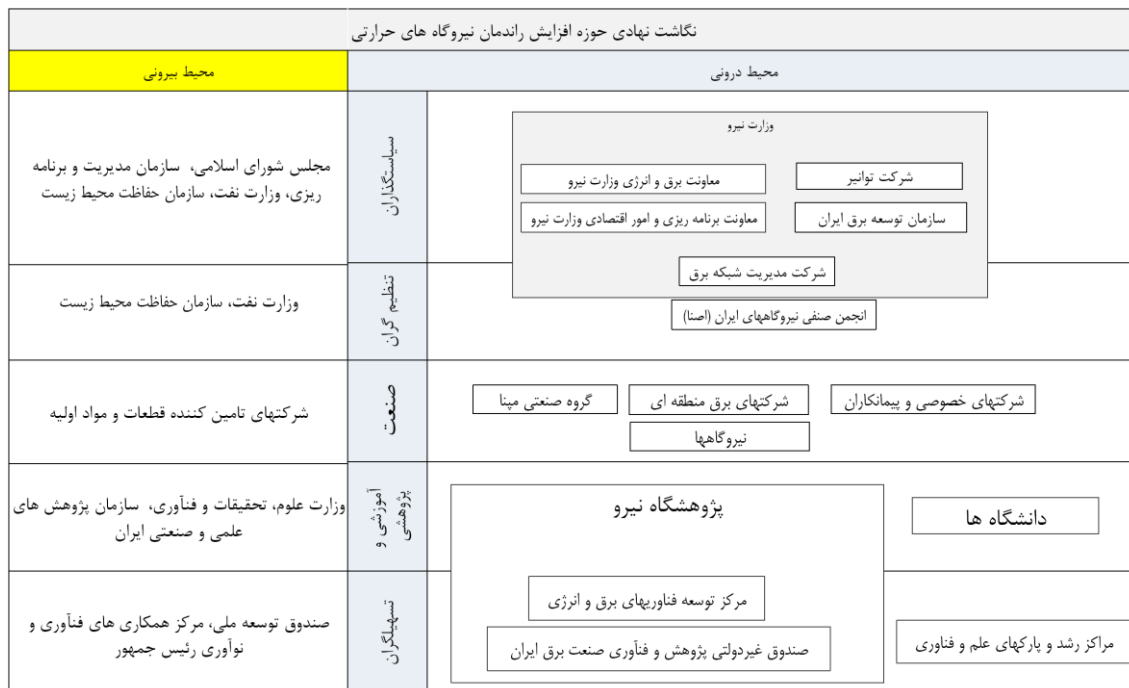 نگاشت نهادی حوزه افزایش راندمان نیروگاه های حرارتی
محیط درونی
محیط بیرونی
وزارت نیرو
شرکت توانیر
معاونت برق و انرژی وزارت نیرو
سازمان توسعه برق ایران
معاونت برنامه ریزی و امور اقتصادی وزارت نیرو
شرکت مدیریت شبکه برق
انجمن صنفی نیروگاههای ایران (اصنا)
سیاستگذاران
مجلس شورای اسلامی، سازمان مدیریت و برنامه
ریزی، وزارت نفت، سازمان حفاظت محیط زیست
تنظیم گران
وزارت نفت، سازمان حفاظت محیط زیست
شرکتهای خصوصی و پیمانکاران
شرکتهای برق منطقه ای
گروه صنعتی مپنا
نیروگاهها
صنعت
شرکتهای تامین کننده قطعات و مواد اولیه
دانشگاه ها
پژوهشگاه نیرو
آموزشی و
پژوهشی
وزارت علوم، تحقیقات و فنآوری، سازمان پژوهش های
علمی و صنعتی ایران
مراکز رشد و پارکهای علم و فناوری
مرکز توسعه فناوریهای برق و انرژی
صندوق غیردولتی پژوهش و فنآوری صنعت برق ایران
تسهیلگران
صندوق توسعه ملی، مرکز همکاری های فنآوری و
نوآوری رئیس جمهور